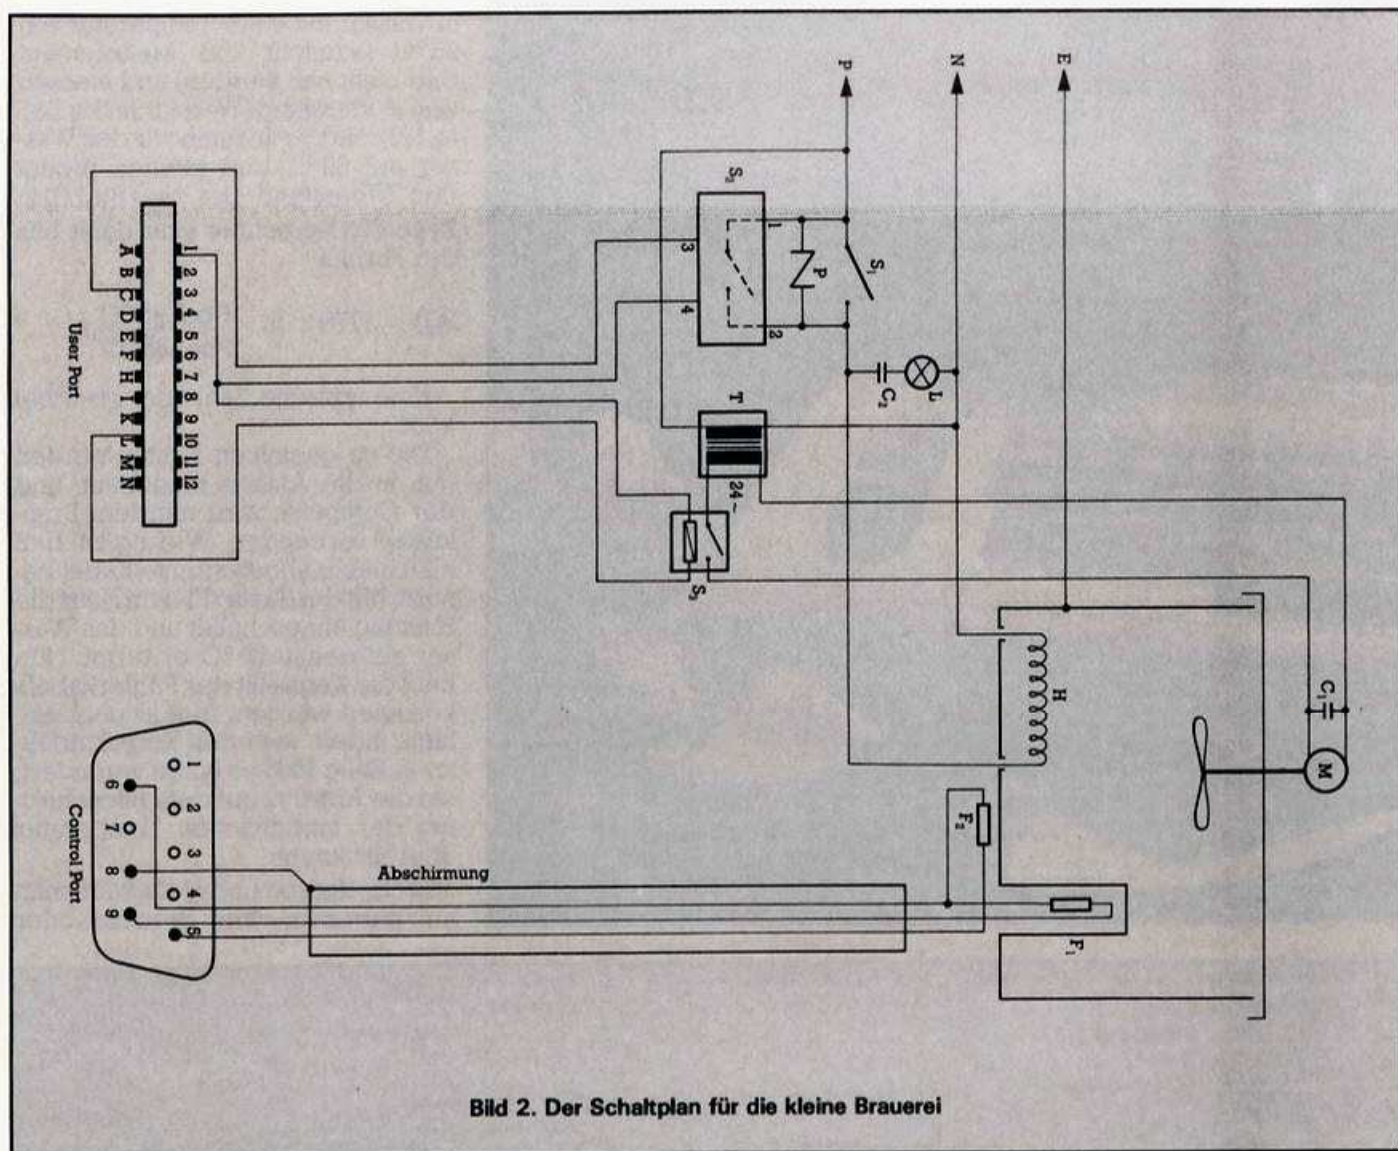 P
N
E
S₂
1
2
3
4
P
S₁
C₂
L
T
24~
S₃
H
C₁
M
F₂
F₁
1 2 3 4 5 6 7 8 9 10 11 12
A B C D E F H I K L M N
User Port
1 2 3 4 5
6 7 8 9
Control Port
Abschirmung
Bild 2. Der Schaltplan für die kleine Brauerei